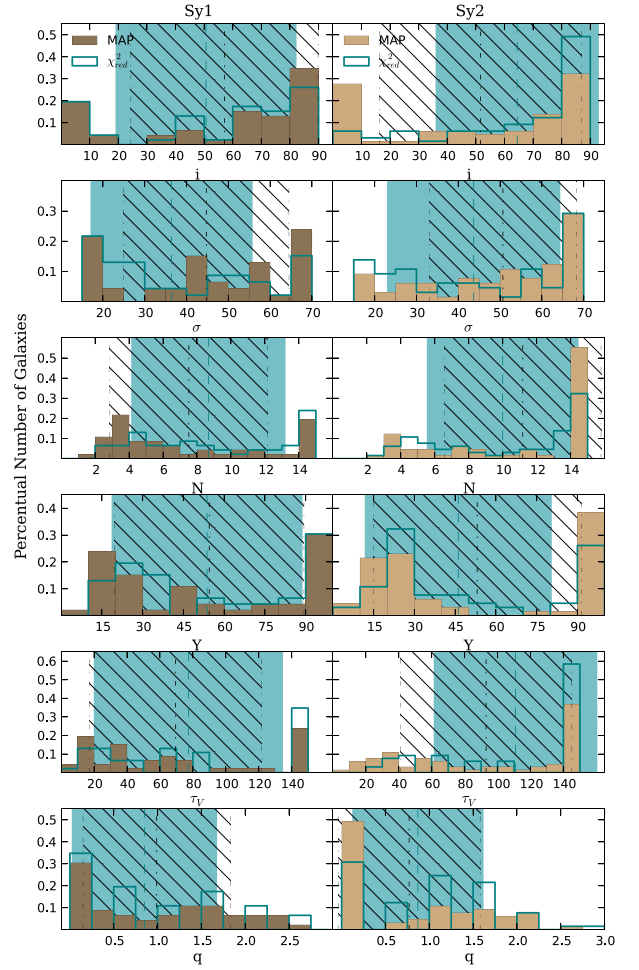 Sy1 Sy2
0.5 MAP MAP
0.4 χ²red χ²red
0.3
0.2
0.1
10 20 30 40 50 60 70 80 90 10 20 30 40 50 60 70 80 90
i i
0.3
0.2
0.1
20 30 40 50 60 70 20 30 40 50 60 70
σ σ
Percentual Number of Galaxies
0.5
0.4
0.3
0.2
0.1
2 4 6 8 10 12 14 2 4 6 8 10 12 14
N N
0.4
0.3
0.2
0.1
15 30 45 60 75 90 15 30 45 60 75 90
Y Y
0.6
0.5
0.4
0.3
0.2
0.1
20 40 60 80 100 120 140 20 40 60 80 100 120 140
τV τV
0.5
0.4
0.3
0.2
0.1
0.5 1.0 1.5 2.0 2.5 0.5 1.0 1.5 2.0 2.5 3.0
q q